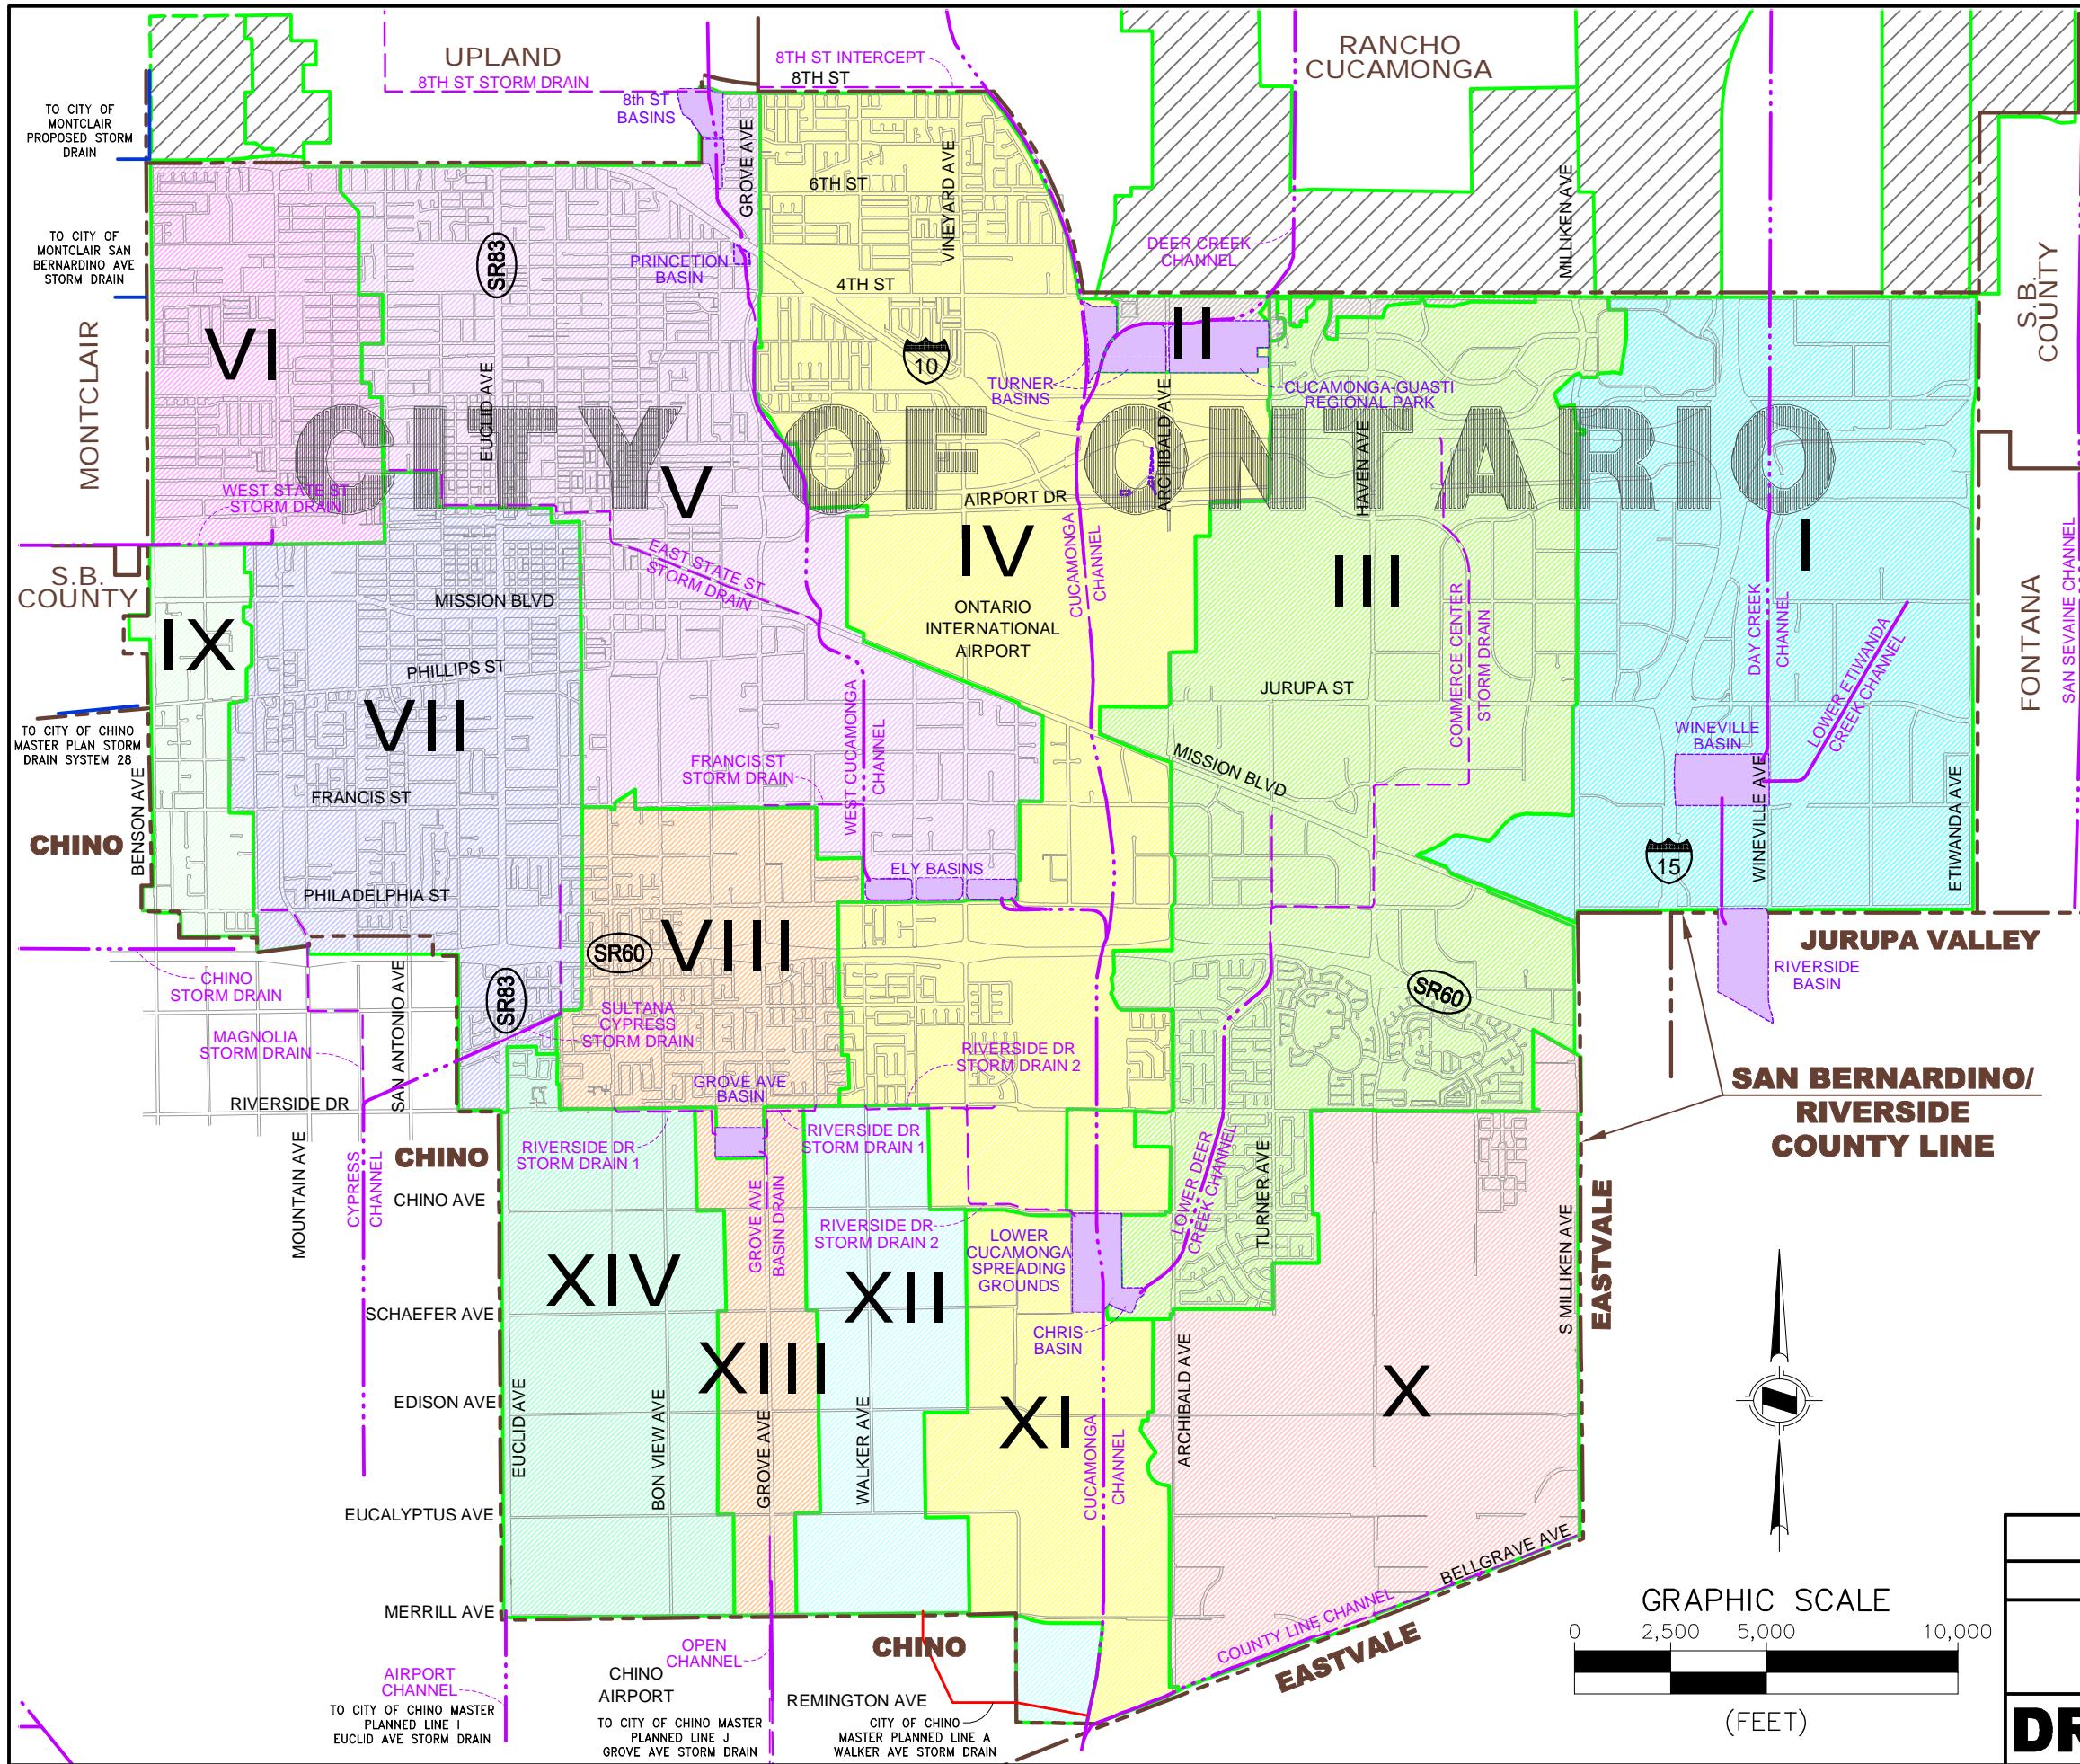 UPLAND
8TH ST STORM DRAIN
8TH ST INTERCEPT
8TH ST
RANCHO
CUCAMONGA
TO CITY OF
MONTCLAIR
PROPOSED STORM
DRAIN
8th ST
BASINS
GROVE AVE
6TH ST
VINEYARD AVE
MILLIKEN AVE
TO CITY OF
MONTCLAIR SAN
BERNARDINO AVE
STORM DRAIN
SR83
PRINCETION
BASIN
4TH ST
DEER CREEK
CHANNEL
S.B.
COUNTY
MONTCLAIR
VI
EUCLID AVE
10
II
TURNER
BASINS
ARCHIBALD AVE
CUCAMONGA-GUASTI
REGIONAL PARK
CITY OF ONTARIO
WEST STATE ST
STORM DRAIN
V
AIRPORT DR
HAVEN AVE
IV
CUCAMONGA
CHANNEL
III
I
S.B.
COUNTY
EAST STATE ST
STORM DRAIN
MISSION BLVD
ONTARIO
INTERNATIONAL
AIRPORT
COMMERCE CENTER
STORM DRAIN
DAY CREEK
CHANNEL
LOWER ETIWANDA
CREEK CHANNEL
FONTANA
SAN SEVAINE CHANNEL
IX
PHILLIPS ST
JURUPA ST
VII
WEST CUCAMONGA
CHANNEL
TO CITY OF CHINO
MASTER PLAN STORM
DRAIN SYSTEM 28
WINEVILLE
BASIN
FRANCIS ST
STORM DRAIN
MISSION BLVD
BENSON AVE
FRANCIS ST
WINEVILLE AVE
ETIWANDA AVE
CHINO
ELY BASINS
15
PHILADELPHIA ST
VIII
SR60
JURUPA VALLEY
CHINO
STORM DRAIN
SAN ANTONIO AVE
SR83
SR60
RIVERSIDE
BASIN
SULTANA
CYPRESS
STORM DRAIN
MAGNOLIA
STORM DRAIN
RIVERSIDE DR
STORM DRAIN 2
GROVE AVE
BASIN
SAN BERNARDINO/
RIVERSIDE
COUNTY LINE
RIVERSIDE DR
RIVERSIDE DR
STORM DRAIN 1
RIVERSIDE DR
STORM DRAIN 1
CHINO
MOUNTAIN AVE
CYPRESS
CHANNEL
CHINO AVE
GROVE AVE
BASIN DRAIN
LOWER DEER
CREEK CHANNEL
TURNER AVE
S MILLIKEN AVE
EASTVALE
RIVERSIDE DR
STORM DRAIN 2
LOWER
CUCAMONGA
SPREADING
GROUNDS
XIV
XII
SCHAEFER AVE
CHRIS
BASIN
XIII
ARCHIBALD AVE
X
EDISON AVE
EUCLID AVE
BON VIEW AVE
GROVE AVE
WALKER AVE
XI
CUCAMONGA
CHANNEL
EUCALYPTUS AVE
BELLGRAVE AVE
MERRILL AVE
COUNTY LINE CHANNEL
GRAPHIC SCALE
0 2,500 5,000 10,000
(FEET)
OPEN
CHANNEL
CHINO
EASTVALE
AIRPORT
CHANNEL
CHINO
AIRPORT
REMINGTON AVE
TO CITY OF CHINO MASTER
PLANNED LINE I
EUCLID AVE STORM DRAIN
TO CITY OF CHINO MASTER
PLANNED LINE J
GROVE AVE STORM DRAIN
CITY OF CHINO
MASTER PLANNED LINE A
WALKER AVE STORM DRAIN
DR